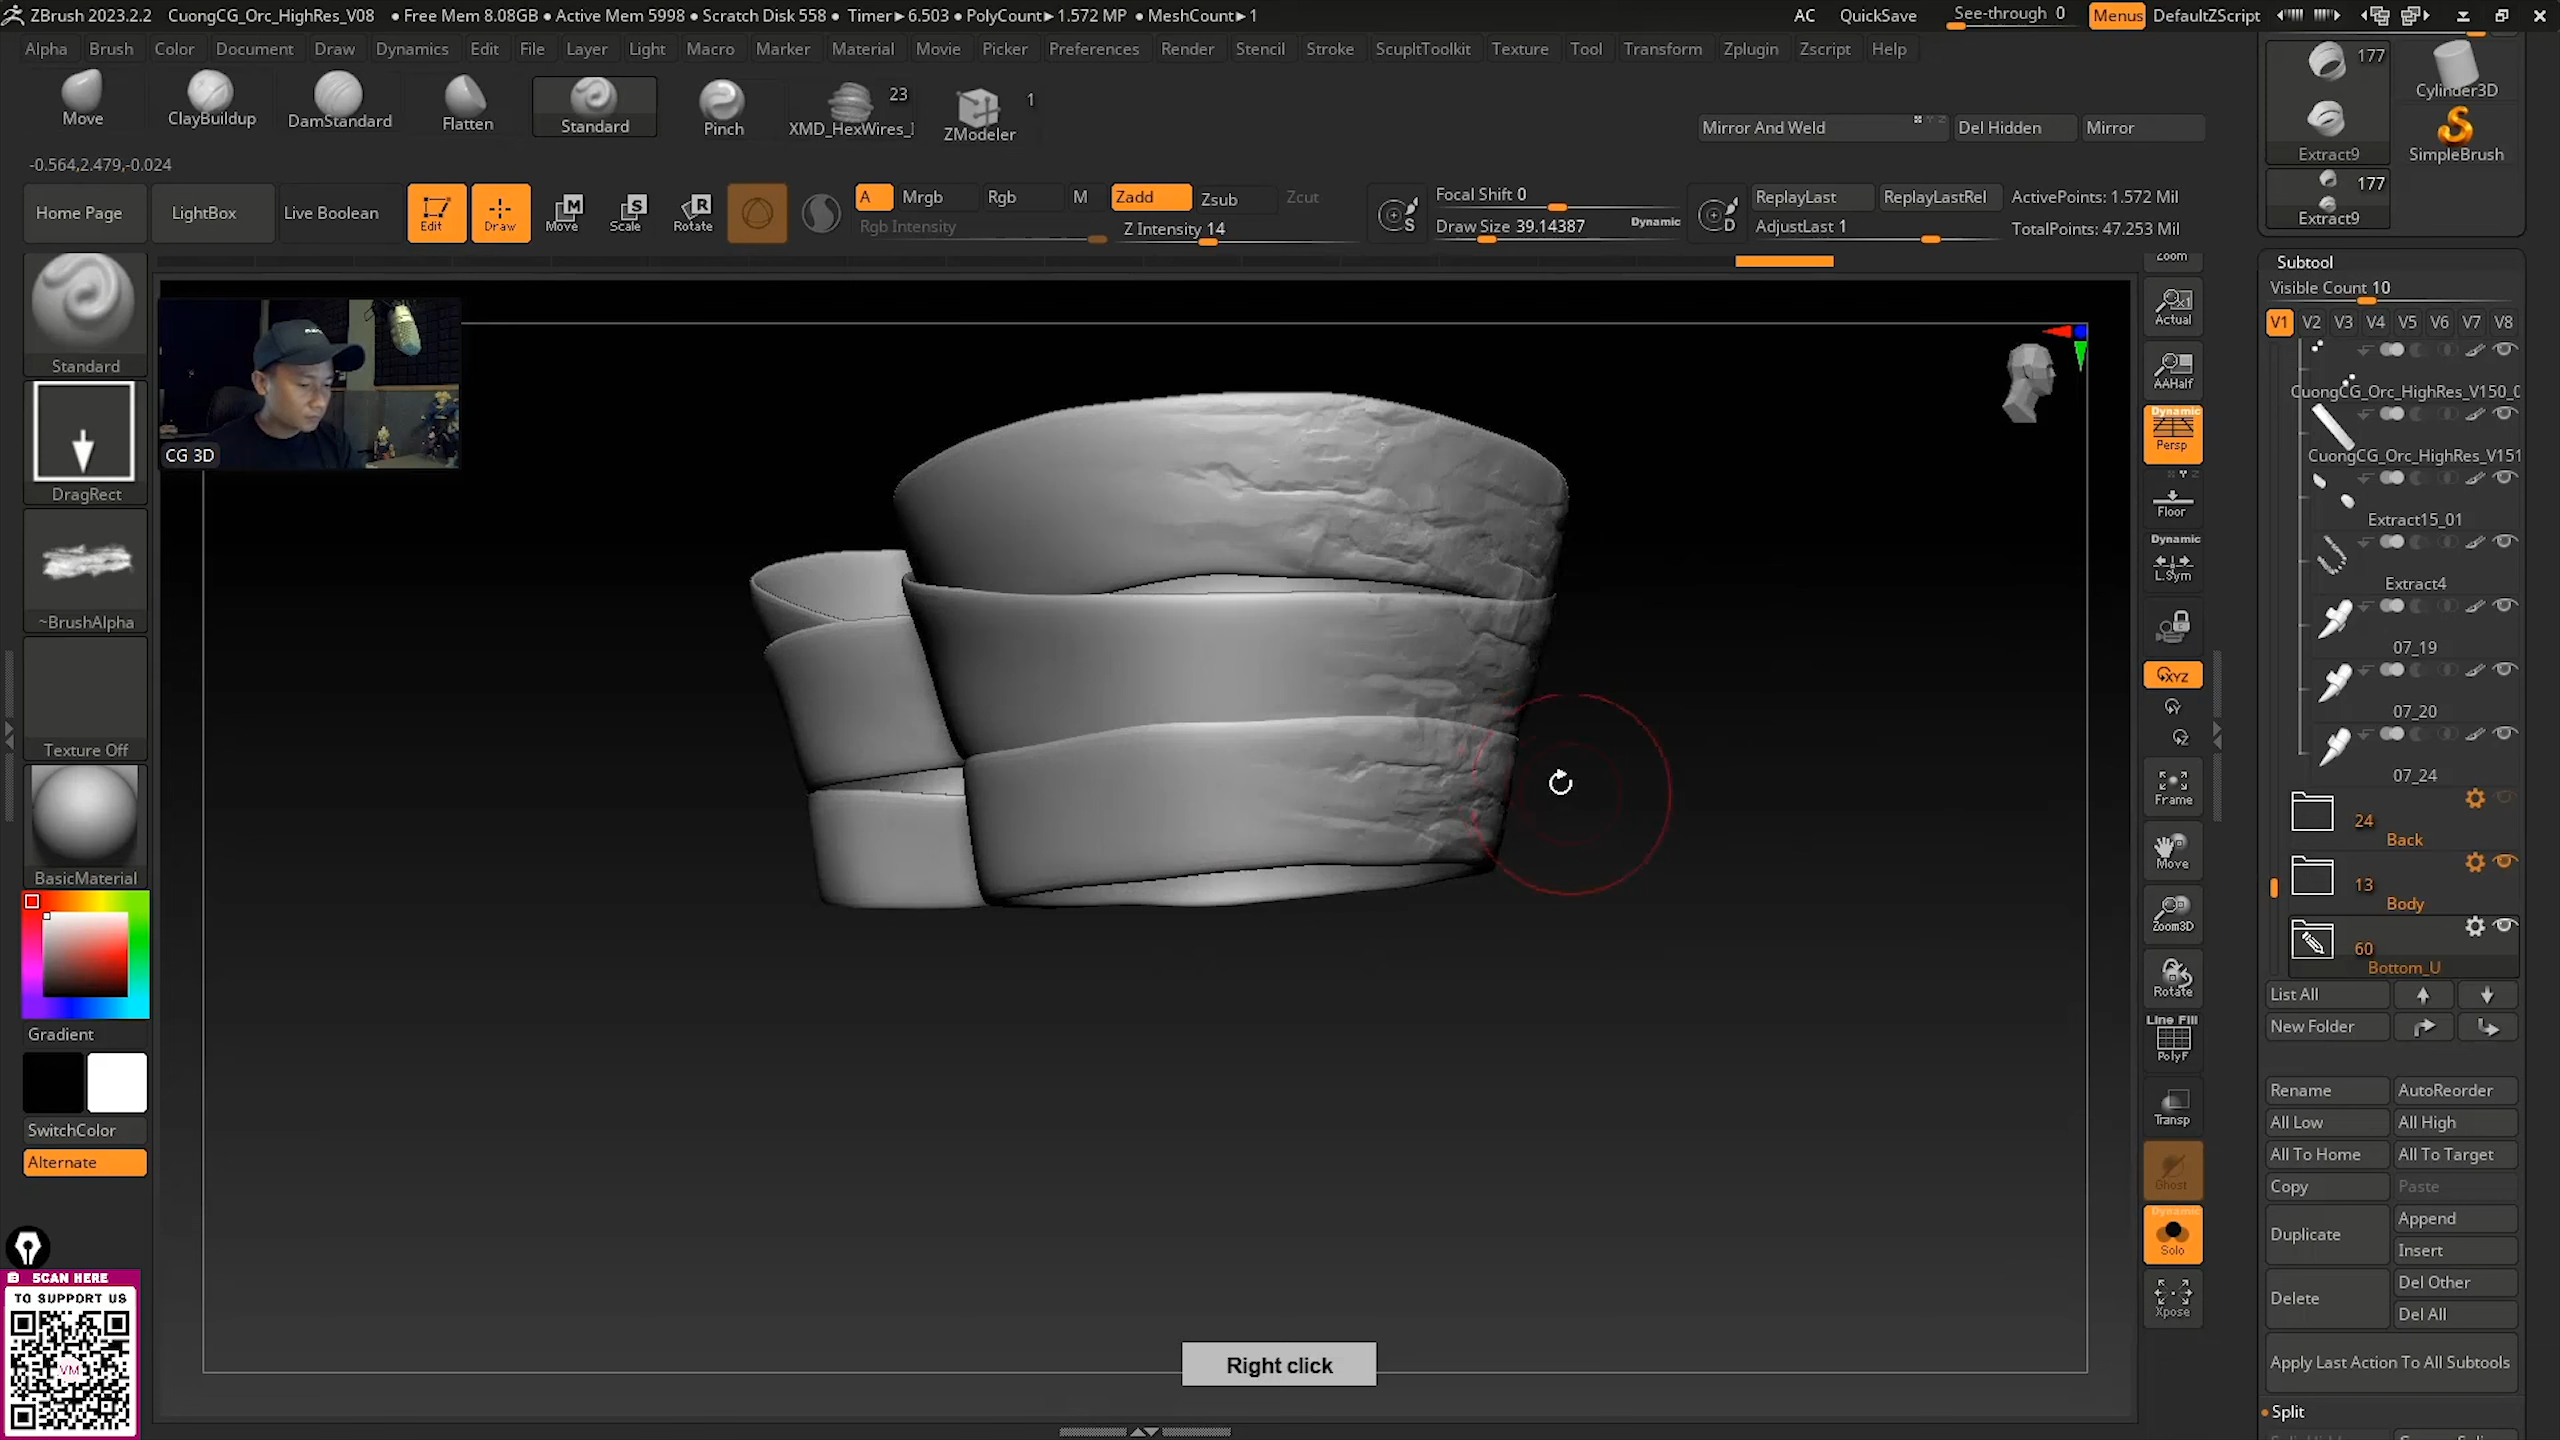 ZBrush 2023.2.2 CuongCG_Orc_HighRes_V08 ● Free Mem 8.08GB ● Active Mem 5998 ● Scratch Disk 558 ● Timer►6.503 ● PolyCount►1.572 MP ● MeshCount►1 AC QuickSave See-through 0 Menus DefaultZScript
Alpha Brush Color Document Draw Dynamics Edit File Layer Light Macro Marker Material Movie Picker Preferences Render Stencil Stroke ScupltToolkit Texture Tool Transform Zplugin Zscript Help
Move ClayBuildup DamStandard Flatten Standard Pinch XMD_HexWires_I 23 ZModeler 1
Mirror And Weld Del Hidden Mirror
-0.564,2.479,-0.024
Home Page LightBox Live Boolean Edit Draw Move Scale Rotate
A Mrgb Rgb M Zadd Zsub Zcut
Rgb Intensity Z Intensity 14
Focal Shift 0
Draw Size 39.14387 Dynamic
ReplayLast ReplayLastRel ActivePoints: 1.572 Mil
AdjustLast 1 TotalPoints: 47.253 Mil
177 Cylinder3D
Extract9 SimpleBrush
177
Extract9
Standard
DragRect
~BrushAlpha
Texture Off
BasicMaterial
Gradient
SwitchColor
Alternate
SCAN HERE
TO SUPPORT US
VM
CG 3D
Right click
Zoom
Actual
AAHalf
Dynamic
Persp
Floor
Dynamic
L.Sym
XYZ
Frame
Move
Zoom3D
Rotate
Line Fill
PolyF
Transp
Ghost
Dynamic
Solo
Xpose
Subtool
Visible Count 10
V1 V2 V3 V4 V5 V6 V7 V8
CuongCG_Orc_HighRes_V150_0
CuongCG_Orc_HighRes_V151
Extract15_01
Extract4
07_19
07_20
07_24
24
Back
13
Body
60
Bottom_U
List All
New Folder
Rename AutoReorder
All Low All High
All To Home All To Target
Copy Paste
Duplicate Append
Insert
Delete Del Other
Del All
Apply Last Action To All Subtools
Split